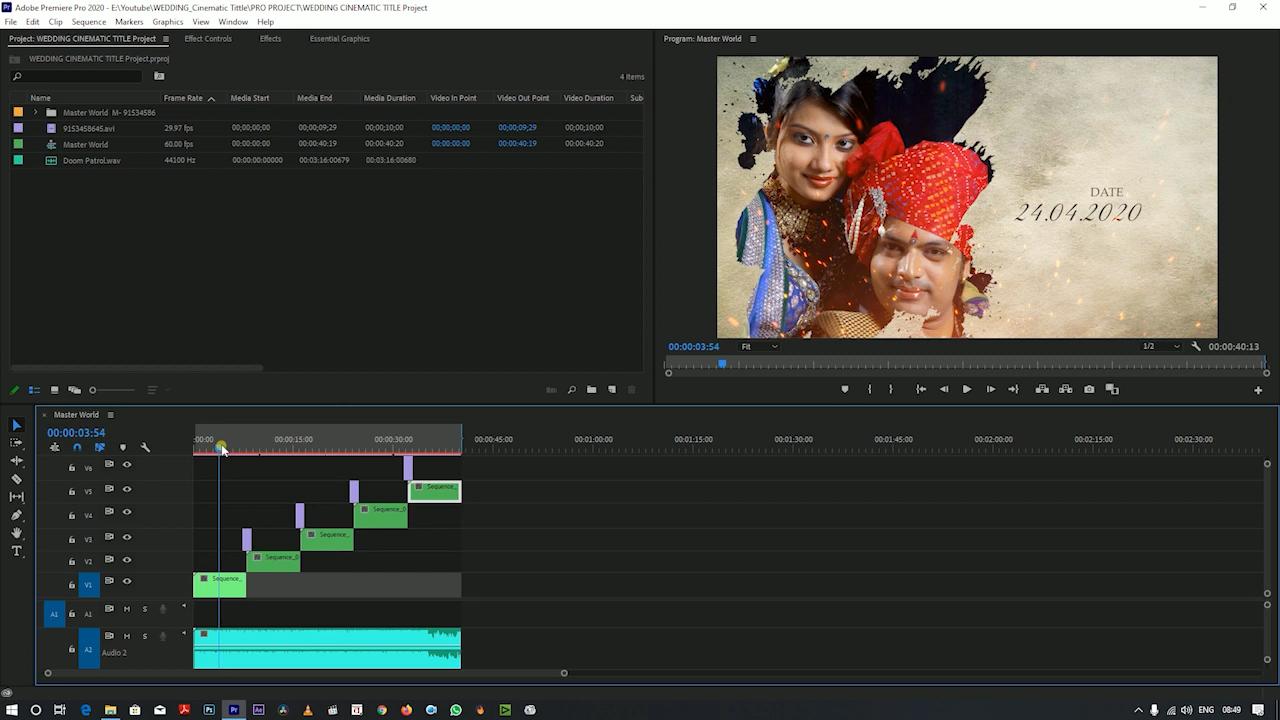 Adobe Premiere Pro 2020 - E:\Youtube\WEDDING_Cinematic Tittle\PRO PROJECT\WEDDING CINEMATIC TITLE Project
File Edit Clip Sequence Markers Graphics View Window Help
Project: WEDDING CINEMATIC TITLE Project Effect Controls Effects Essential Graphics
WEDDING CINEMATIC TITLE Project.prproj
4 Items
Name Frame Rate Media Start Media End Media Duration Video In Point Video Out Point Video Duration Sub
Master World M- 91534586
915345864S.avi 29.97 fps 00;00;00;00 00;00;09;29 00;00;10;00 00;00;00;00 00;00;09;29 00;00;10;00
Master World 60.00 fps 00:00:00:00 00:00:40:19 00:00:40:20 00:00:00:00 00:00:40:19 00:00:40:20
Doom Patrol.wav 44100 Hz 00:00:00:00000 00:03:16:00679 00:03:16:00680
Program: Master World
DATE
24.04.2020
00:00:03:54 Fit 1/2 00:00:40:13
Master World
00:00:03:54
:00:00 00:00:15:00 00:00:30:00 00:00:45:00 00:01:00:00 00:01:15:00 00:01:30:00 00:01:45:00 00:02:00:00 00:02:15:00 00:02:30:00
V6
V5 Sequence_
V4 Sequence_0
V3 Sequence_
V2 Sequence_0
V1 Sequence_
A1 A1 M S
A2 M S
Audio 2
ENG 08:49